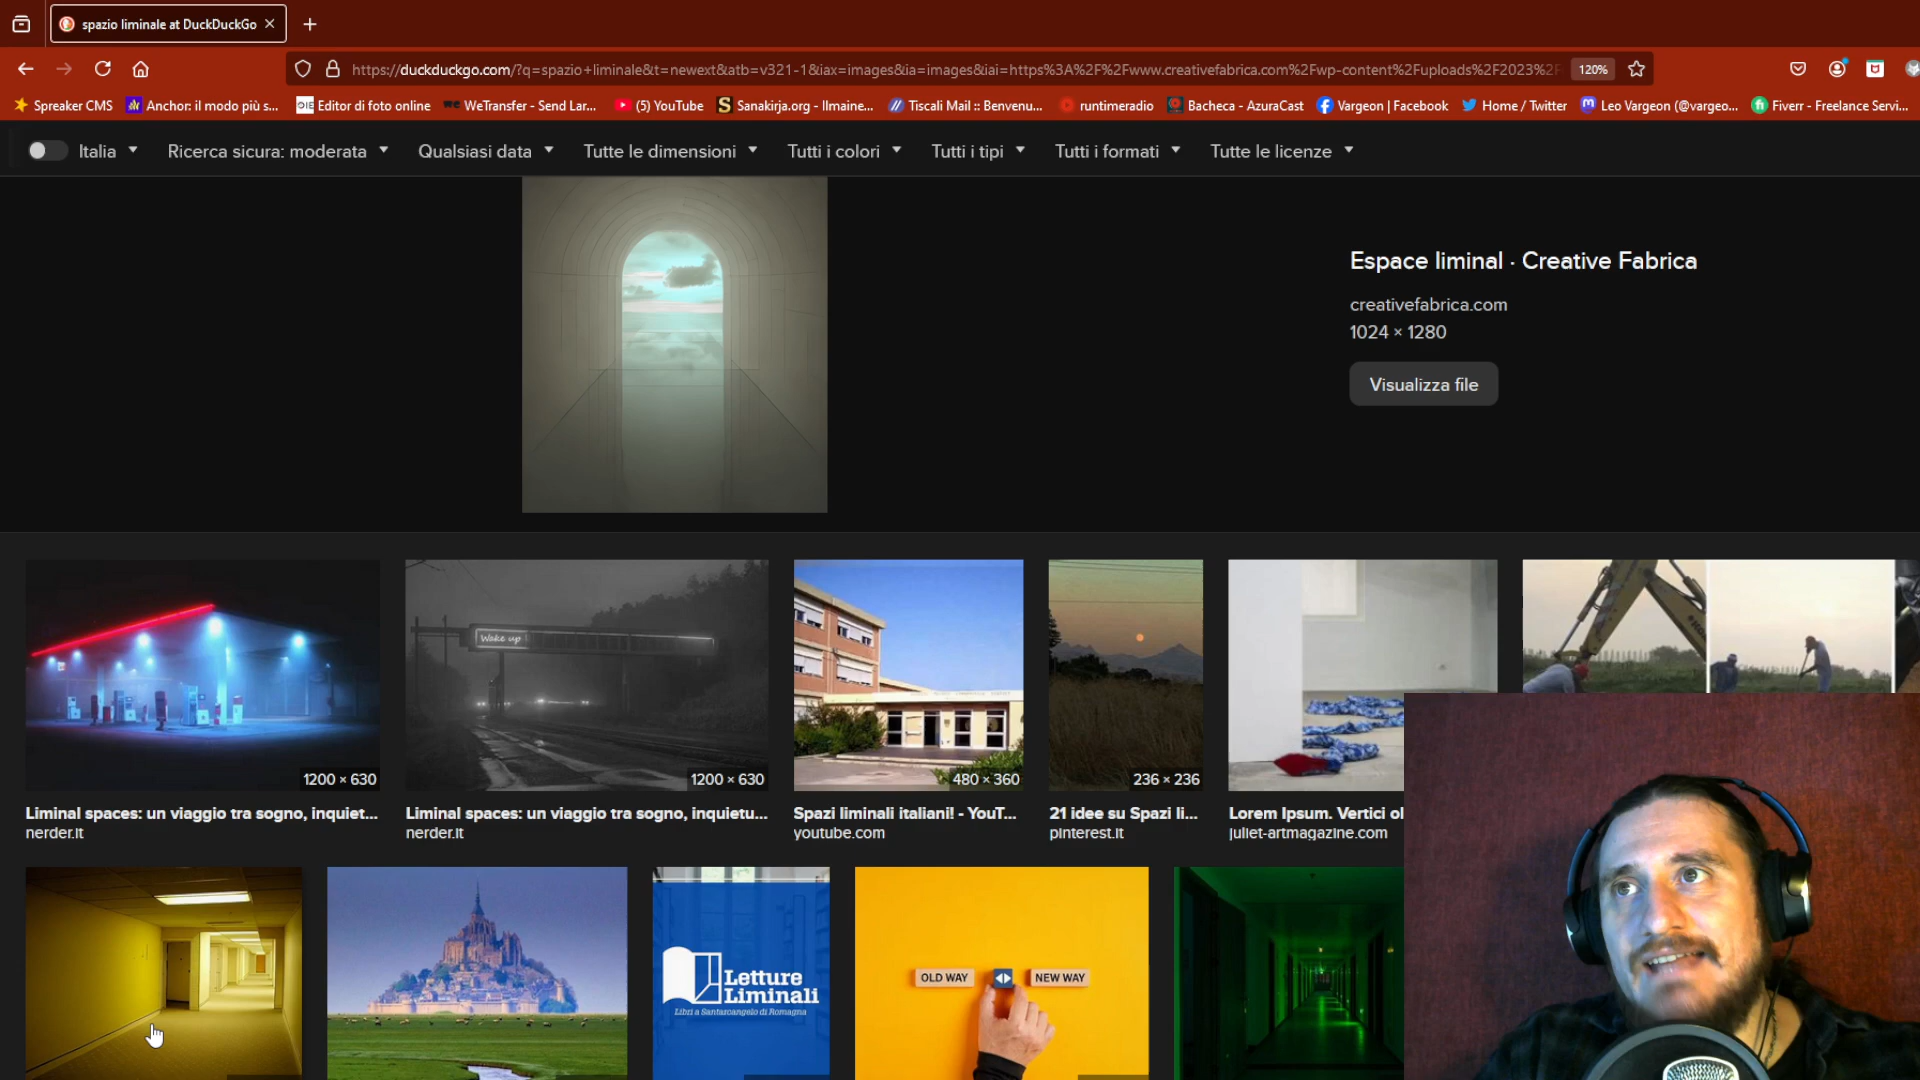 spazio liminale at DuckDuckGo
https://duckduckgo.com/?q=spazio+liminale&t=newext&atb=v321-1&iax=images&ia=images&iai=https%3A%2F%2Fwww.creativefabrica.com%2Fwp-content%2Fuploads%2F2023%2F
120%
Spreaker CMS
Anchor: il modo più s...
Editor di foto online
WeTransfer - Send Lar...
(5) YouTube
Sanakirja.org - Ilmaine...
Tiscali Mail :: Benvenu...
runtimeradio
Bacheca - AzuraCast
Vargeon | Facebook
Home / Twitter
Leo Vargeon (@vargeo...
Fiverr - Freelance Servi...
Italia
Ricerca sicura: moderata
Qualsiasi data
Tutte le dimensioni
Tutti i colori
Tutti i tipi
Tutti i formati
Tutte le licenze
Espace liminal · Creative Fabrica
creativefabrica.com
1024 × 1280
Visualizza file
Wake up
1200 × 630
1200 × 630
480 × 360
236 × 236
Liminal spaces: un viaggio tra sogno, inquiet...
nerder.it
Liminal spaces: un viaggio tra sogno, inquietu...
nerder.it
Spazi liminali italiani! - YouT...
youtube.com
21 idee su Spazi li...
pinterest.it
Lorem Ipsum. Vertici ol
juliet-artmagazine.com
Letture
Liminali
Libri a Santarcangelo di Romagna
OLD WAY
NEW WAY